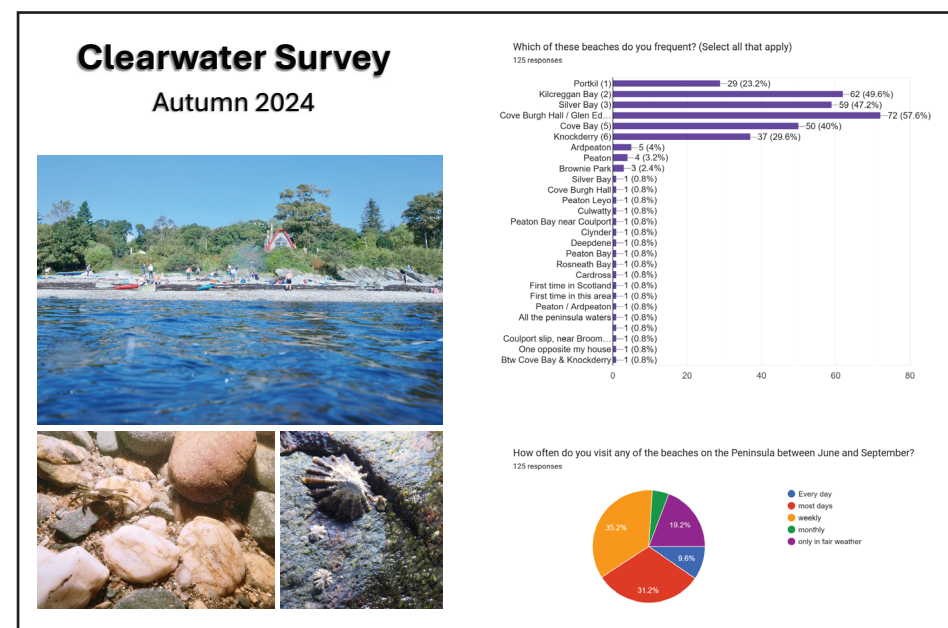 Clearwater Survey
Autumn 2024
Which of these beaches do you frequent? (Select all that apply)
125 responses
Portkil (1) 29 (23.2%)
Kilcreggan Bay (2) 62 (49.6%)
Silver Bay (3) 59 (47.2%)
Cove Burgh Hall / Glen Ed... 72 (57.6%)
Cove Bay (5) 50 (40%)
Knockderry (6) 37 (29.6%)
Ardpeaton 5 (4%)
Peaton 4 (3.2%)
Brownie Park 3 (2.4%)
Silver Bay 1 (0.8%)
Cove Burgh Hall 1 (0.8%)
Peaton Leyo 1 (0.8%)
Culwatty 1 (0.8%)
Peaton Bay near Coulport 1 (0.8%)
Clynder 1 (0.8%)
Deepdene 1 (0.8%)
Peaton Bay 1 (0.8%)
Rosneath Bay 1 (0.8%)
Cardross 1 (0.8%)
First time in Scotland 1 (0.8%)
First time in this area 1 (0.8%)
Peaton / Ardpeaton 1 (0.8%)
All the peninsula waters 1 (0.8%)
1 (0.8%)
Coulport slip, near Broom... 1 (0.8%)
One opposite my house 1 (0.8%)
Btw Cove Bay & Knockderry 1 (0.8%)
0 20 40 60 80
How often do you visit any of the beaches on the Peninsula between June and September?
125 responses
35.2%
19.2%
9.6%
31.2%
Every day
most days
weekly
monthly
only in fair weather